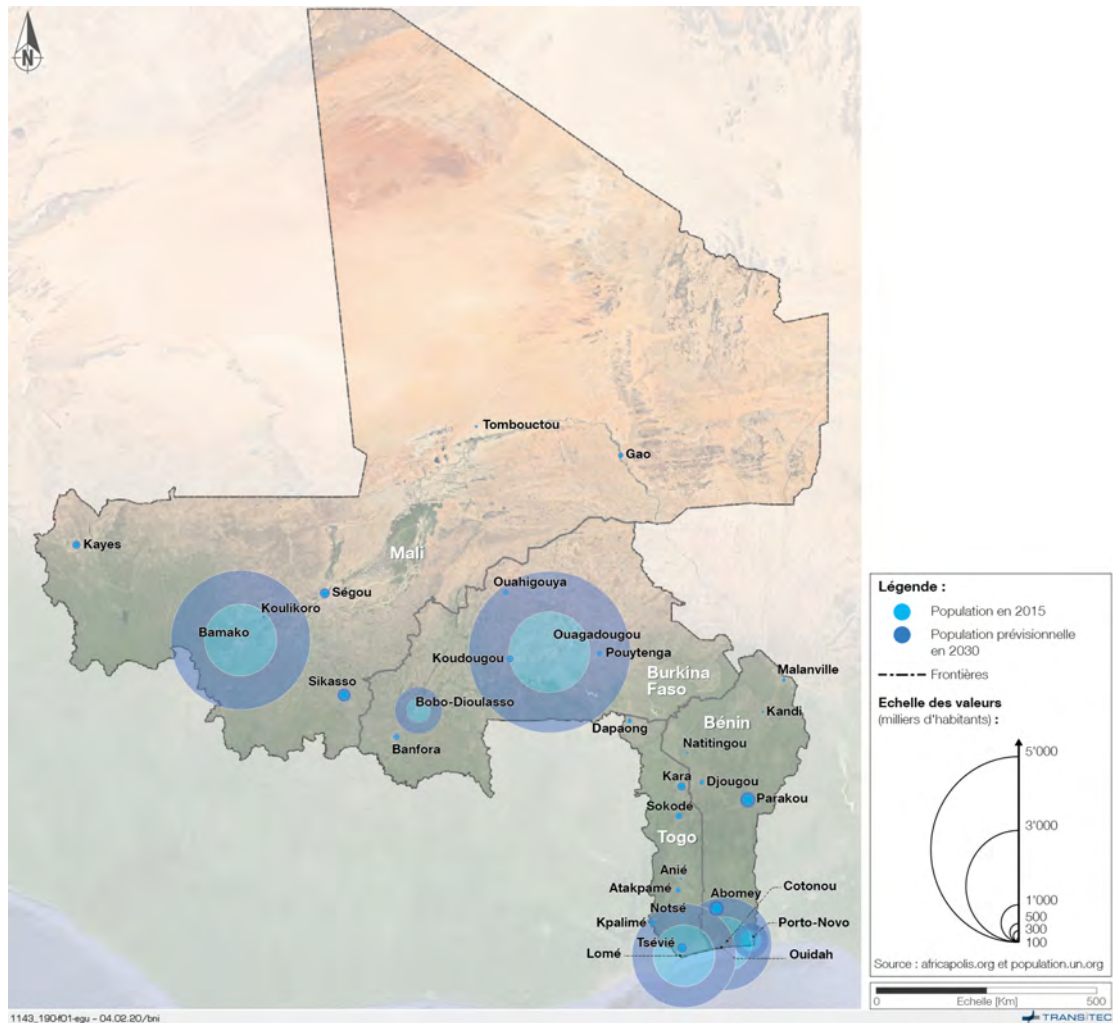 N
Tombouctou
Gao
Kayes
Mali
Ségou
Ouahigouya
Koulikoro
Bamako
Ouagadougou
Koudougou
Pouytenga
Sikasso
Burkina
Faso
Malanville
Bobo-Dioulasso
Kandi
Dapaong
Bénin
Banfora
Natitingou
Kara
Djougou
Parakou
Sokodé
Togo
Anié
Atakpamé
Abomey
Cotonou
Notsé
Kpalimé
Porto-Novo
Tsévié
Lomé
Ouidah
Légende :
Population en 2015
Population prévisionnelle
en 2030
Frontières
Echelle des valeurs
(milliers d'habitants) :
5'000
3'000
1'000
500
300
100
Source : africapolis.org et population.un.org
0 Echelle [Km] 500
1143_190-f01-egu - 04.02.20/bni
TRANSITEC